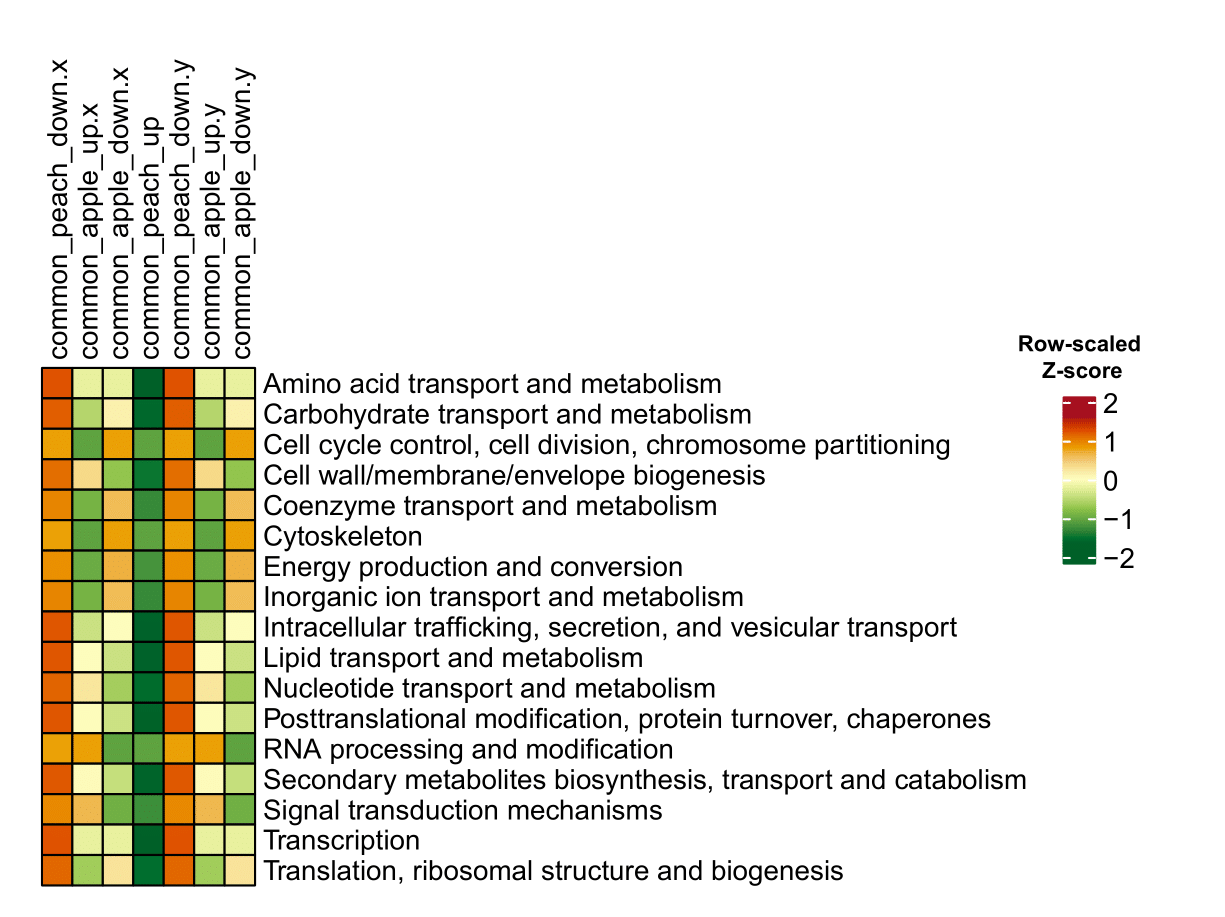 common_peach_down.x
common_apple_up.x
common_apple_down.x
common_peach_up
common_peach_down.y
common_apple_up.y
common_apple_down.y
Row-scaled
Z-score
2
1
0
−1
−2
Amino acid transport and metabolism
Carbohydrate transport and metabolism
Cell cycle control, cell division, chromosome partitioning
Cell wall/membrane/envelope biogenesis
Coenzyme transport and metabolism
Cytoskeleton
Energy production and conversion
Inorganic ion transport and metabolism
Intracellular trafficking, secretion, and vesicular transport
Lipid transport and metabolism
Nucleotide transport and metabolism
Posttranslational modification, protein turnover, chaperones
RNA processing and modification
Secondary metabolites biosynthesis, transport and catabolism
Signal transduction mechanisms
Transcription
Translation, ribosomal structure and biogenesis